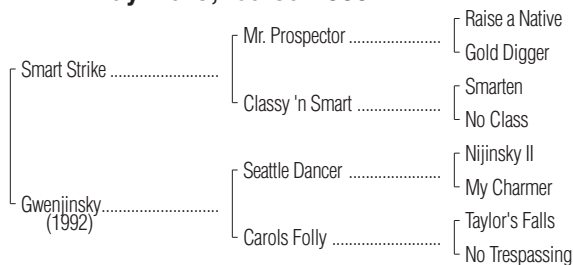 Raise a Native
Mr. Prospector ....................
Gold Digger
Smart Strike ............................
Smarten
Classy 'n Smart .....................
No Class
Nijinsky II
Seattle Dancer .....................
My Charmer
Gwenjinsky..............................
(1992)
Taylor's Falls
Carols Folly ...........................
No Trespassing